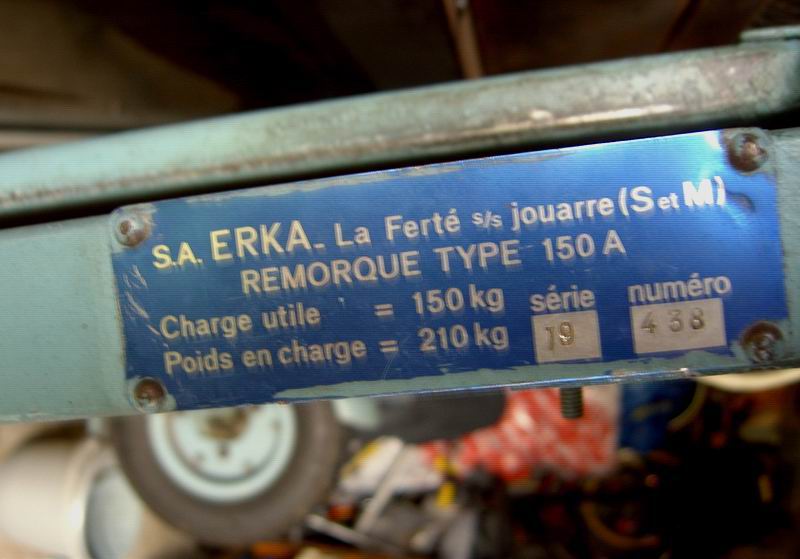 S.A. ERKA - La Ferté s/s jouarre (S et M)
REMORQUE TYPE 150 A
Charge utile = 150 kg série numéro
Poids en charge = 210 kg 19 438